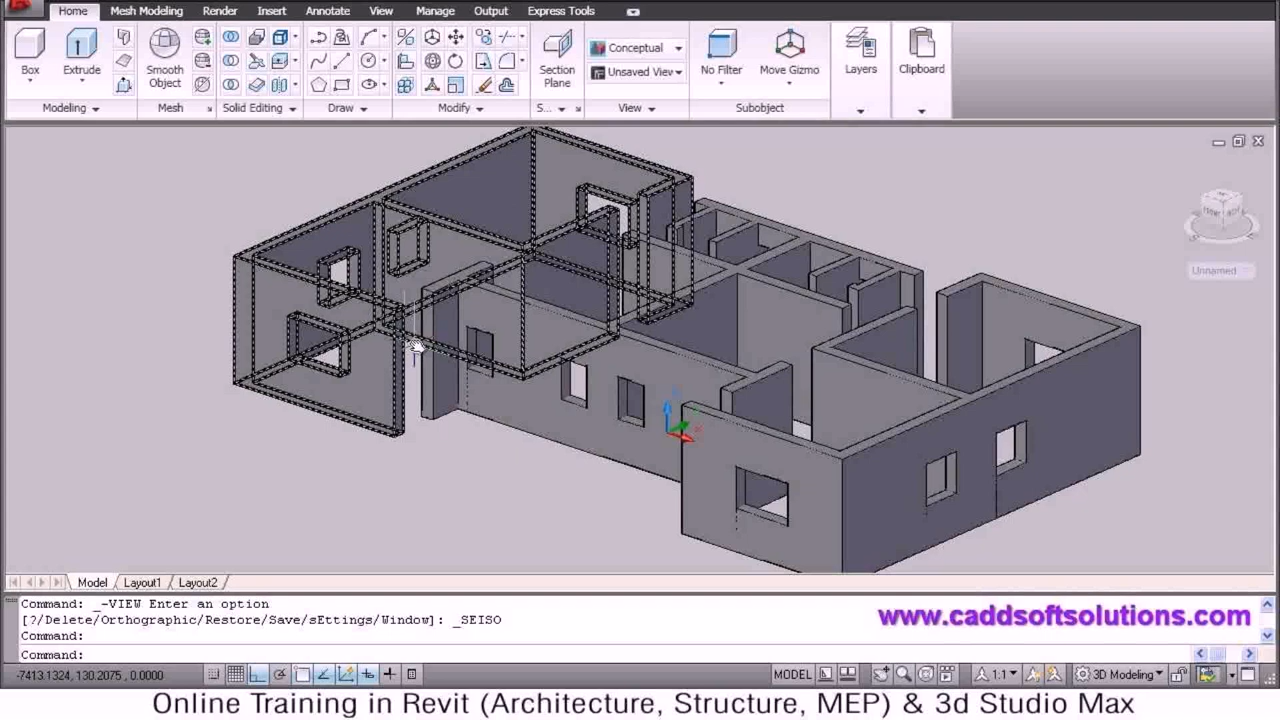 Home Mesh Modeling Render Insert Annotate View Manage Output Express Tools
Box Extrude Smooth Object Section Plane Conceptual Unsaved View No Filter Move Gizmo Layers Clipboard
Modeling Mesh Solid Editing Draw Modify S... View Subobject
Unnamed
Model Layout1 Layout2
Command: _-VIEW Enter an option
[?/Delete/Orthographic/Restore/Save/sEttings/Window]: _SEISO
Command:
Command:
www.caddsoftsolutions.com
-7413.1324, 130.2075, 0.0000 MODEL 1:1 3D Modeling
Online Training in Revit (Architecture, Structure, MEP) & 3d Studio Max